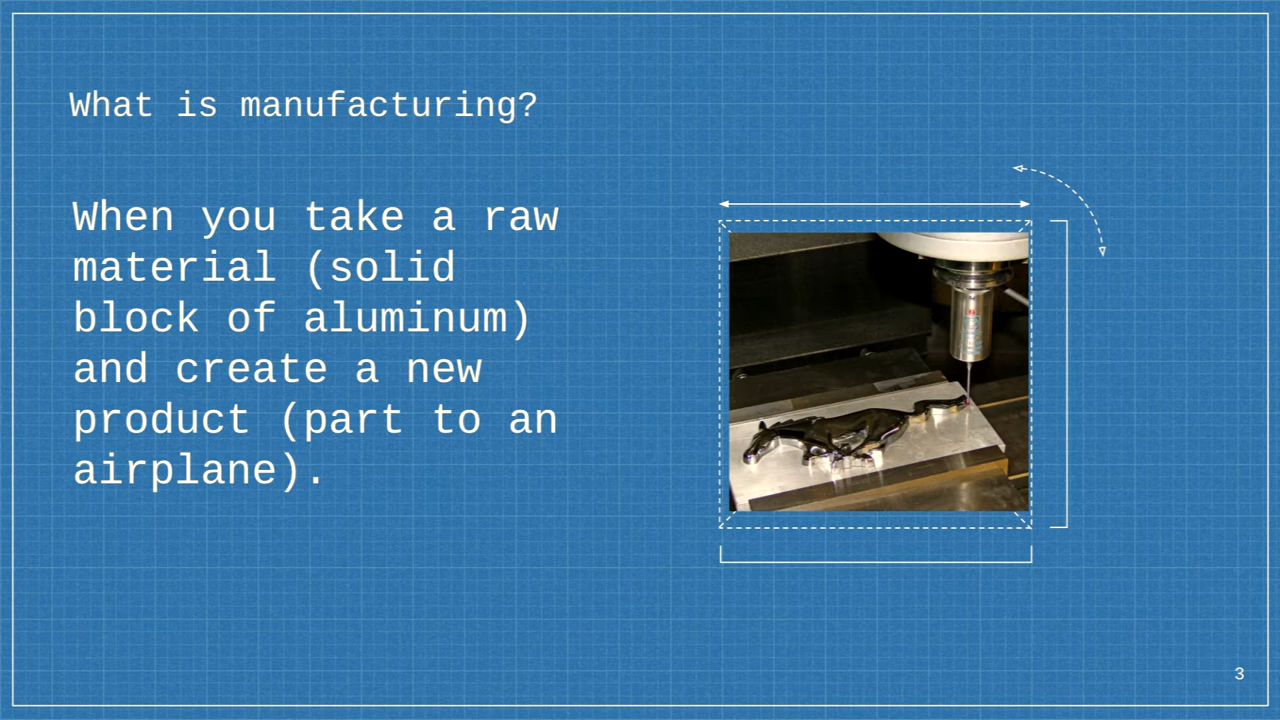 What is manufacturing?
When you take a raw
material (solid
block of aluminum)
and create a new
product (part to an
airplane).
3